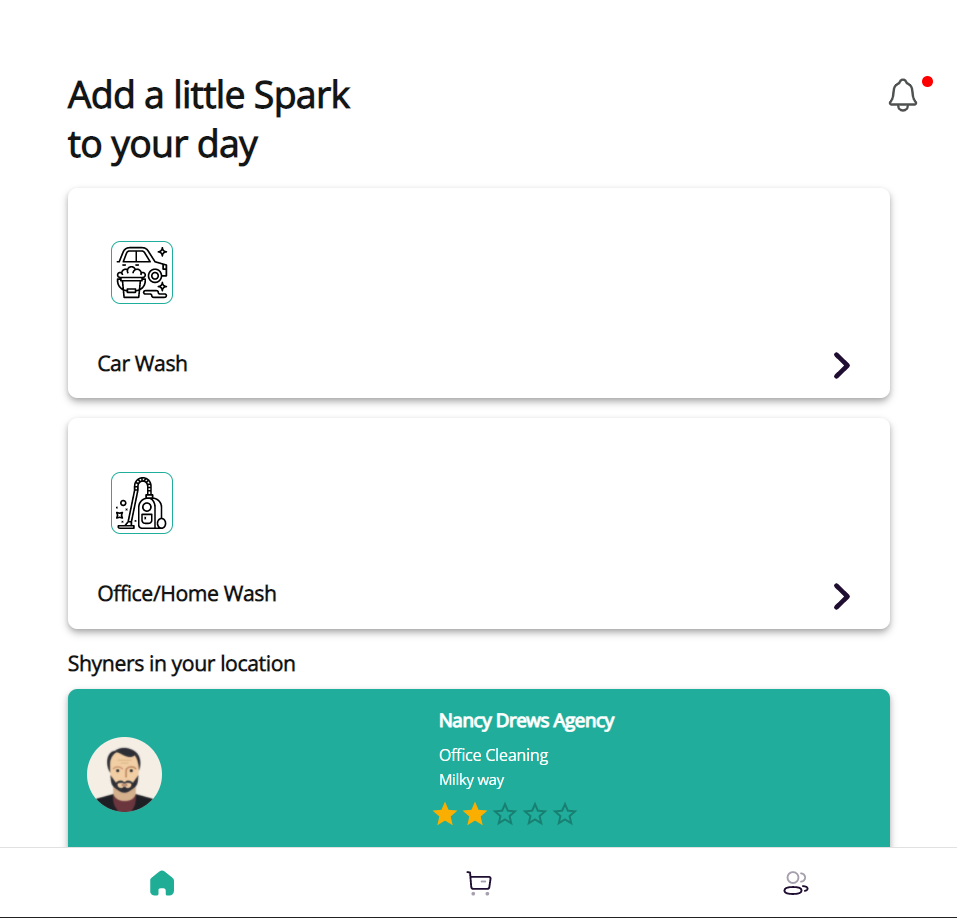 Add a little Spark
to your day
Car Wash
Office/Home Wash
Shyners in your location
Nancy Drews Agency
Office Cleaning
Milky way